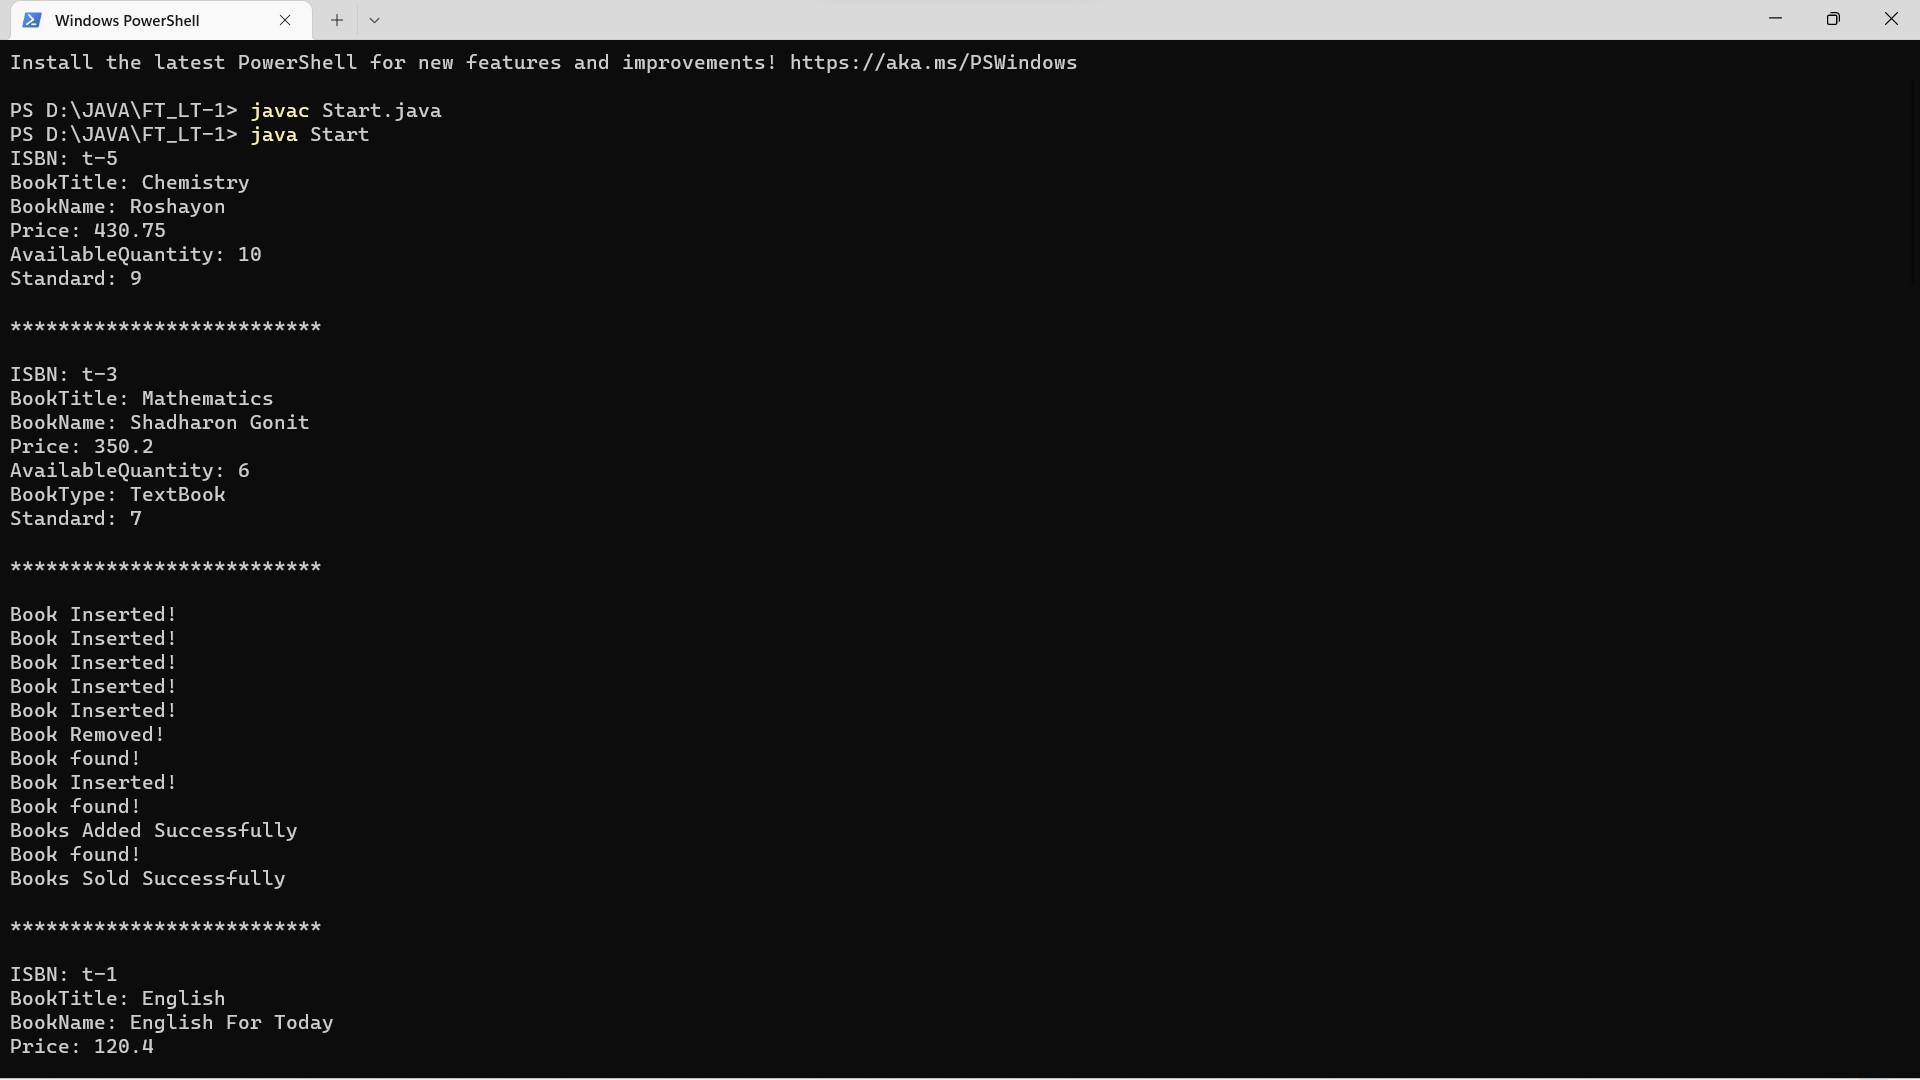 Windows PowerShell
Install the latest PowerShell for new features and improvements! https://aka.ms/PSWindows
PS D:\JAVA\FT_LT-1> javac Start.java
PS D:\JAVA\FT_LT-1> java Start
ISBN: t-5
BookTitle: Chemistry
BookName: Roshayon
Price: 430.75
AvailableQuantity: 10
Standard: 9
**************************
ISBN: t-3
BookTitle: Mathematics
BookName: Shadharon Gonit
Price: 350.2
AvailableQuantity: 6
BookType: TextBook
Standard: 7
**************************
Book Inserted!
Book Inserted!
Book Inserted!
Book Inserted!
Book Inserted!
Book Removed!
Book found!
Book Inserted!
Book found!
Books Added Successfully
Book found!
Books Sold Successfully
**************************
ISBN: t-1
BookTitle: English
BookName: English For Today
Price: 120.4